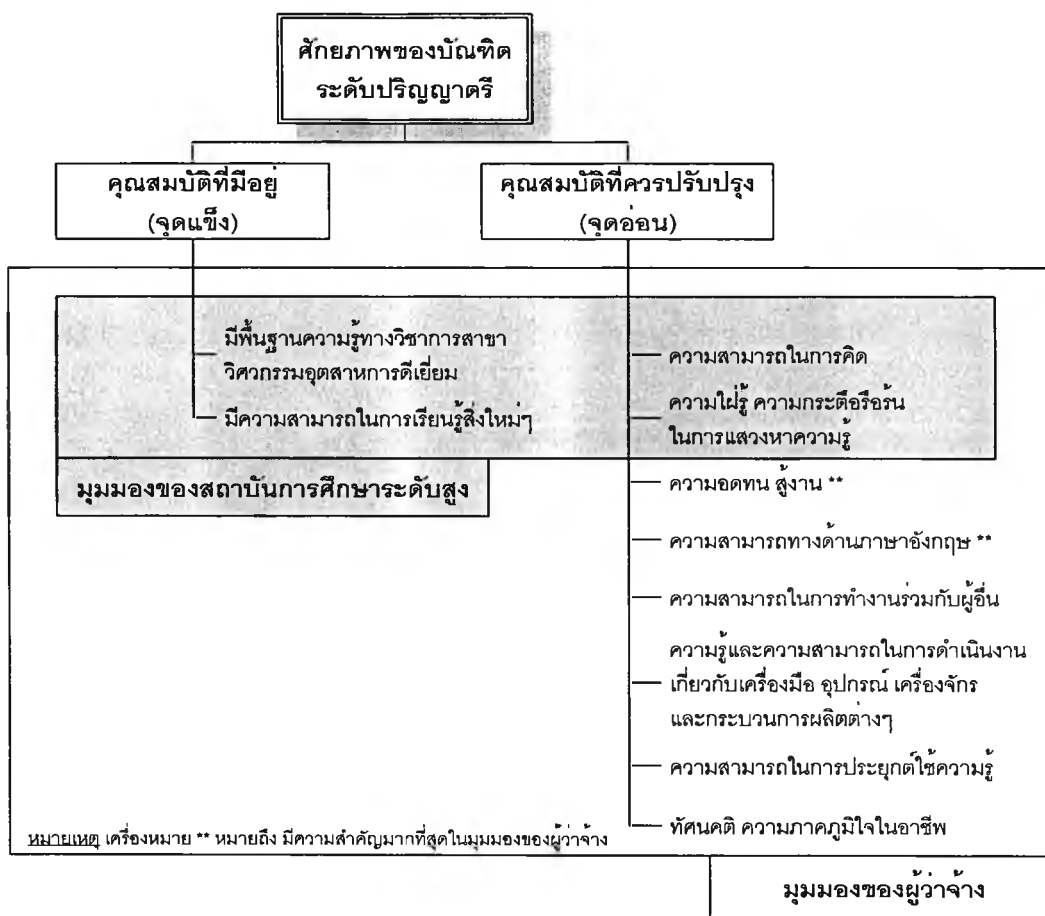 ศักยภาพของบัณฑิต
ระดับปริญญาตรี
คุณสมบัติที่มีอยู่
(จุดแข็ง)
คุณสมบัติที่ควรปรับปรุง
(จุดอ่อน)
มีพื้นฐานความรู้ทางวิชาการสาขา
วิศวกรรมอุตสาหการดีเยี่ยม
มีความสามารถในการเรียนรู้สิ่งใหม่ๆ
ความสามารถในการคิด
ความใฝ่รู้ ความกระตือรือร้น
ในการแสวงหาความรู้
มุมมองของสถาบันการศึกษาระดับสูง
ความอดทน สู้งาน **
ความสามารถทางด้านภาษาอังกฤษ **
ความสามารถในการทำงานร่วมกับผู้อื่น
ความรู้และความสามารถในการดำเนินงาน
เกี่ยวกับเครื่องมือ อุปกรณ์ เครื่องจักร
และกระบวนการผลิตต่างๆ
ความสามารถในการประยุกต์ใช้ความรู้
ทัศนคติ ความภาคภูมิใจในอาชีพ
หมายเหตุ เครื่องหมาย ** หมายถึง มีความสำคัญมากที่สุดในมุมมองของผู้ว่าจ้าง
มุมมองของผู้ว่าจ้าง